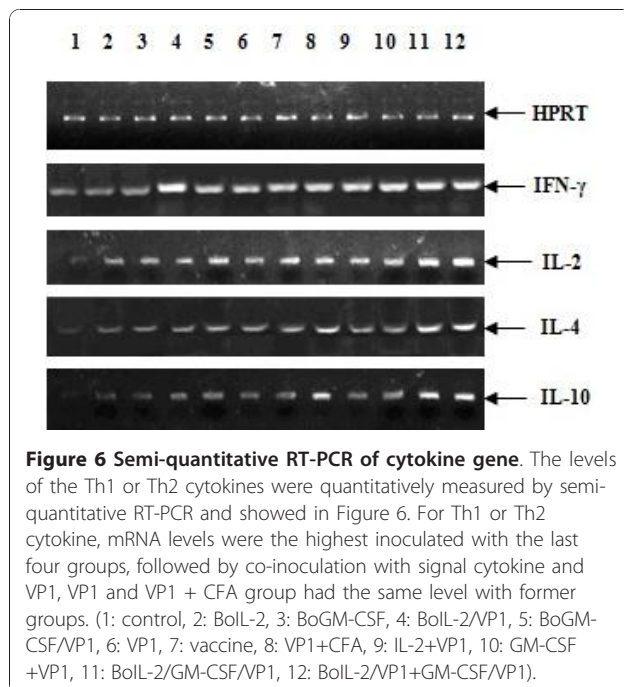 1 2 3 4 5 6 7 8 9 10 11 12
HPRT
IFN-γ
IL-2
IL-4
IL-10
Figure 6 Semi-quantitative RT-PCR of cytokine gene. The levels
of the Th1 or Th2 cytokines were quantitatively measured by semi-
quantitative RT-PCR and showed in Figure 6. For Th1 or Th2
cytokine, mRNA levels were the highest inoculated with the last
four groups, followed by co-inoculation with signal cytokine and
VP1, VP1 and VP1 + CFA group had the same level with former
groups. (1: control, 2: BoIL-2, 3: BoGM-CSF, 4: BoIL-2/VP1, 5: BoGM-
CSF/VP1, 6: VP1, 7: vaccine, 8: VP1+CFA, 9: IL-2+VP1, 10: GM-CSF
+VP1, 11: BoIL-2/GM-CSF/VP1, 12: BoIL-2/VP1+GM-CSF/VP1).